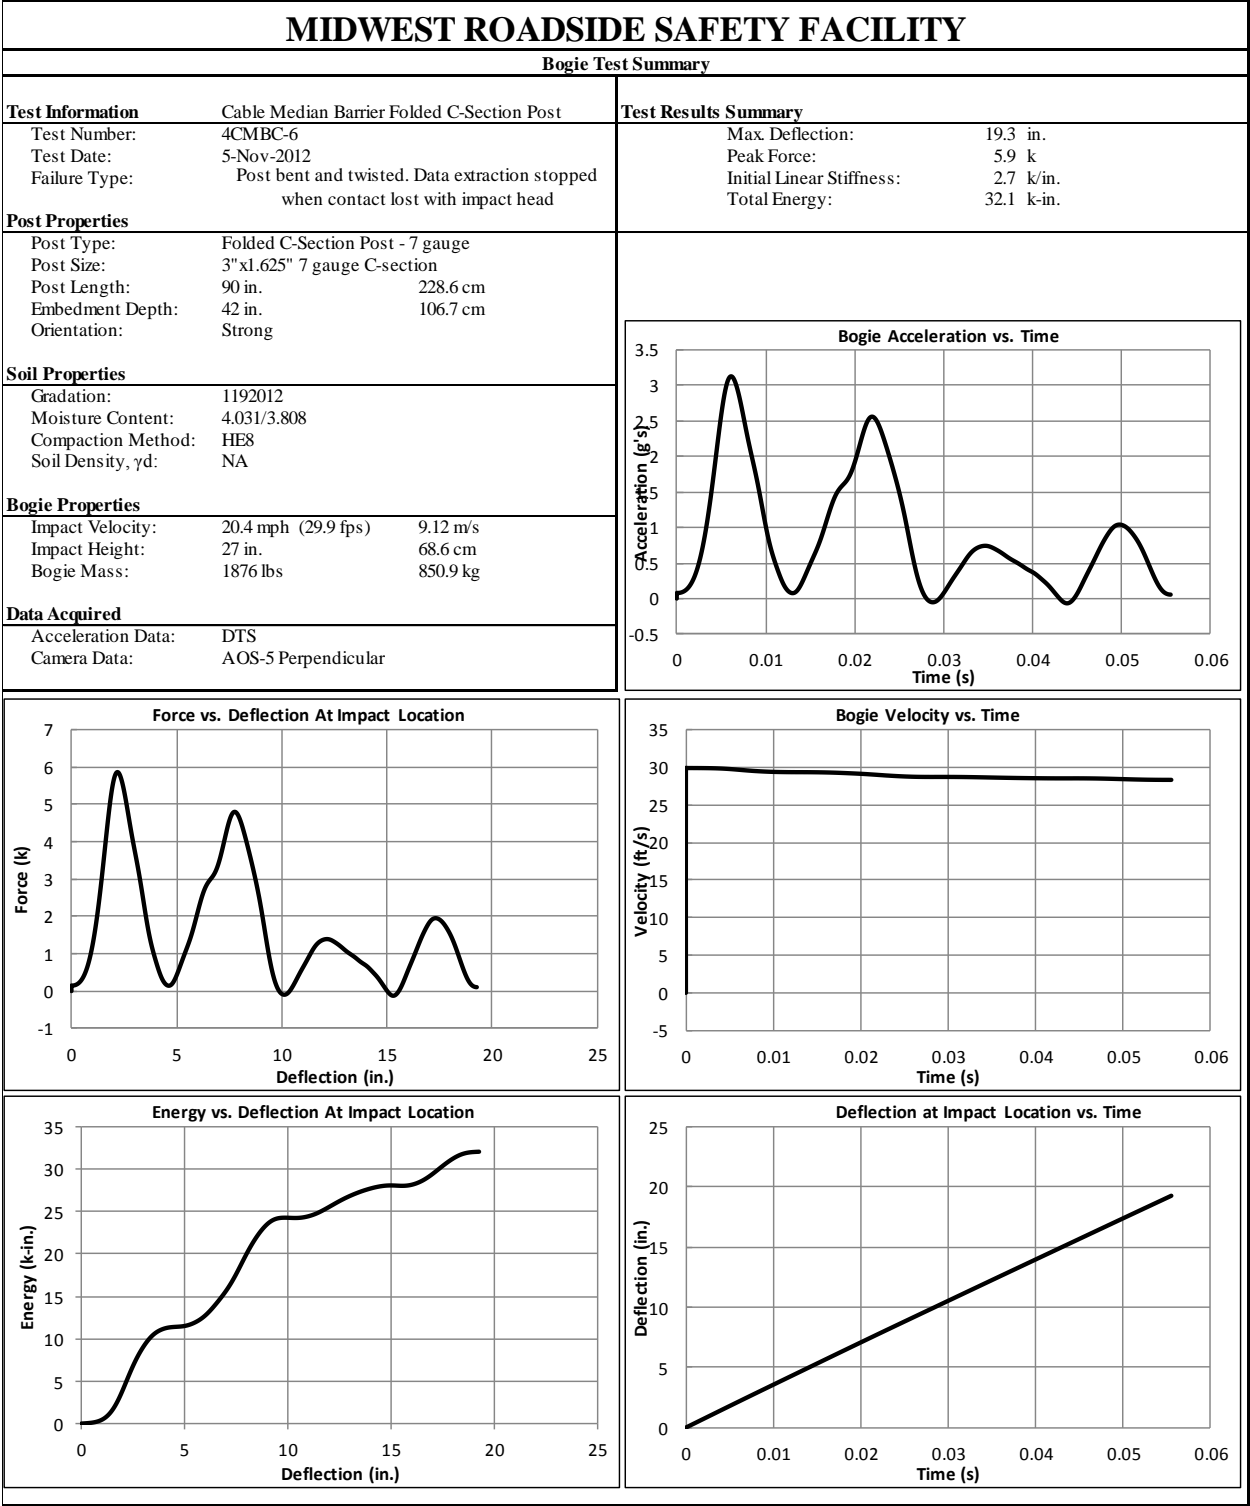 MIDWEST ROADSIDE SAFETY FACILITY
Bogie Test Summary
Test Information Cable Median Barrier Folded C-Section Post
Test Number: 4CMBC-6
Test Date: 5-Nov-2012
Failure Type: Post bent and twisted. Data extraction stopped
when contact lost with impact head
Post Properties
Post Type: Folded C-Section Post - 7 gauge
Post Size: 3"x1.625" 7 gauge C-section
Post Length: 90 in. 228.6 cm
Embedment Depth: 42 in. 106.7 cm
Orientation: Strong
Soil Properties
Gradation: 1192012
Moisture Content: 4.031/3.808
Compaction Method: HE8
Soil Density, γd: NA
Bogie Properties
Impact Velocity: 20.4 mph (29.9 fps) 9.12 m/s
Impact Height: 27 in. 68.6 cm
Bogie Mass: 1876 lbs 850.9 kg
Data Acquired
Acceleration Data: DTS
Camera Data: AOS-5 Perpendicular
Test Results Summary
Max. Deflection: 19.3 in.
Peak Force: 5.9 k
Initial Linear Stiffness: 2.7 k/in.
Total Energy: 32.1 k-in.
Bogie Acceleration vs. Time
Acceleration (g's)
3.5
3
2.5
2
1.5
1
0.5
0
-0.5
0 0.01 0.02 0.03 0.04 0.05 0.06
Time (s)
Force vs. Deflection At Impact Location
Force (k)
7
6
5
4
3
2
1
0
-1
0 5 10 15 20 25
Deflection (in.)
Bogie Velocity vs. Time
Velocity (ft/s)
35
30
25
20
15
10
5
0
-5
0 0.01 0.02 0.03 0.04 0.05 0.06
Time (s)
Energy vs. Deflection At Impact Location
Energy (k-in.)
35
30
25
20
15
10
5
0
0 5 10 15 20 25
Deflection (in.)
Deflection at Impact Location vs. Time
Deflection (in.)
25
20
15
10
5
0
0 0.01 0.02 0.03 0.04 0.05 0.06
Time (s)